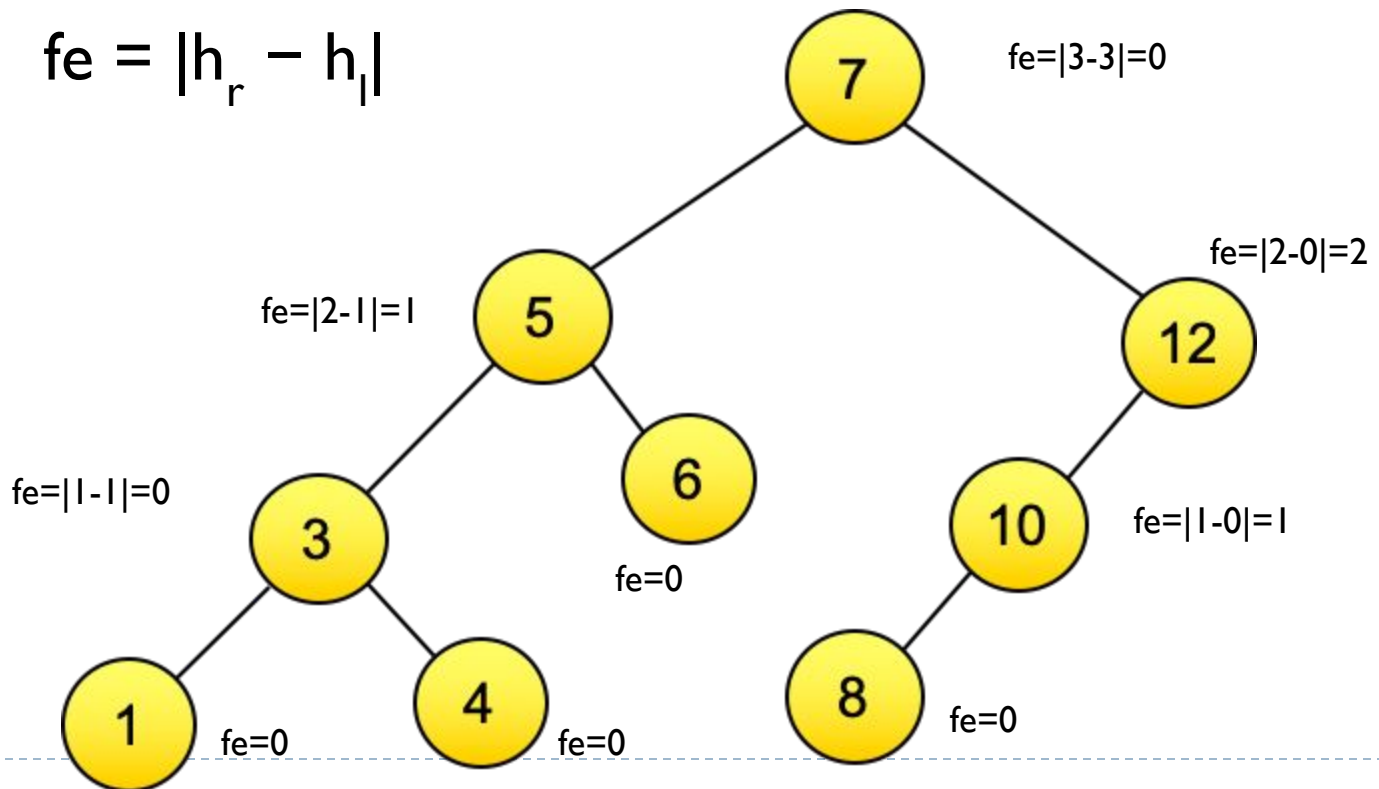 fe = |hr – hl|
7
fe=|3-3|=0
fe=|2-0|=2
fe=|2-1|=1
5
12
fe=|1-1|=0
3
6
10
fe=|1-0|=1
fe=0
1
fe=0
4
fe=0
8
fe=0